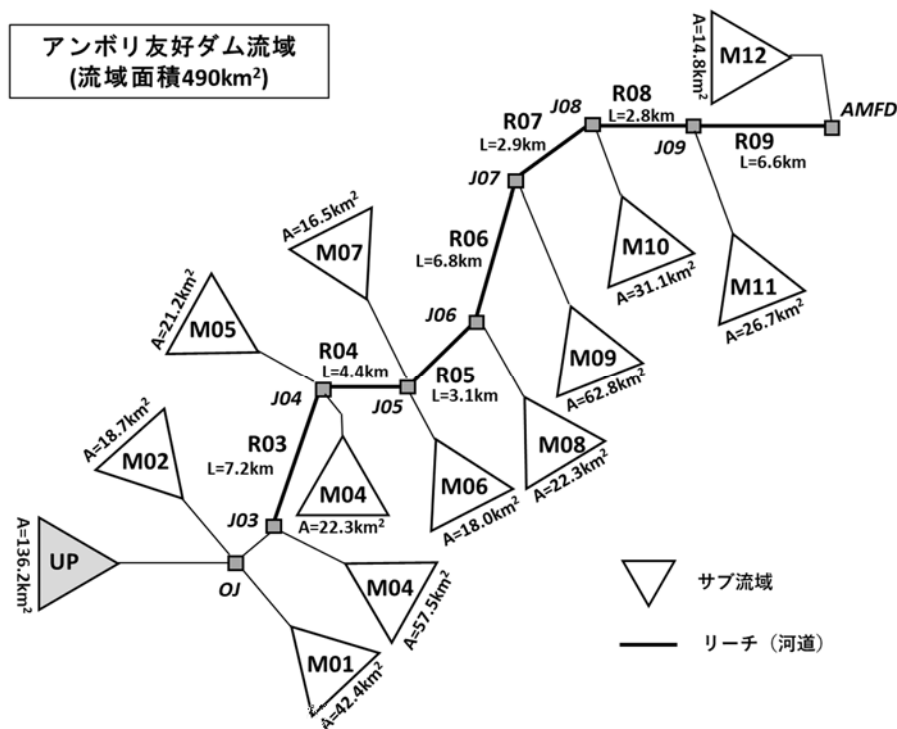 アンボリ友好ダム流域
(流域面積490km²)
M12
A=14.8km²
AMFD
J08
R08
L=2.8km
R07
L=2.9km
J09
R09
L=6.6km
J07
A=16.5km²
M07
R06
L=6.8km
M10
A=31.1km²
M11
A=26.7km²
A=21.2km²
M05
J06
R04
L=4.4km
R05
L=3.1km
M09
A=62.8km²
J04
J05
A=18.7km²
M02
R03
L=7.2km
M04
A=22.3km²
M06
A=18.0km²
M08
A=22.3km²
J03
A=136.2km²
UP
OJ
M04
A=57.5km²
サブ流域
M01
A=42.4km²
リーチ（河道）